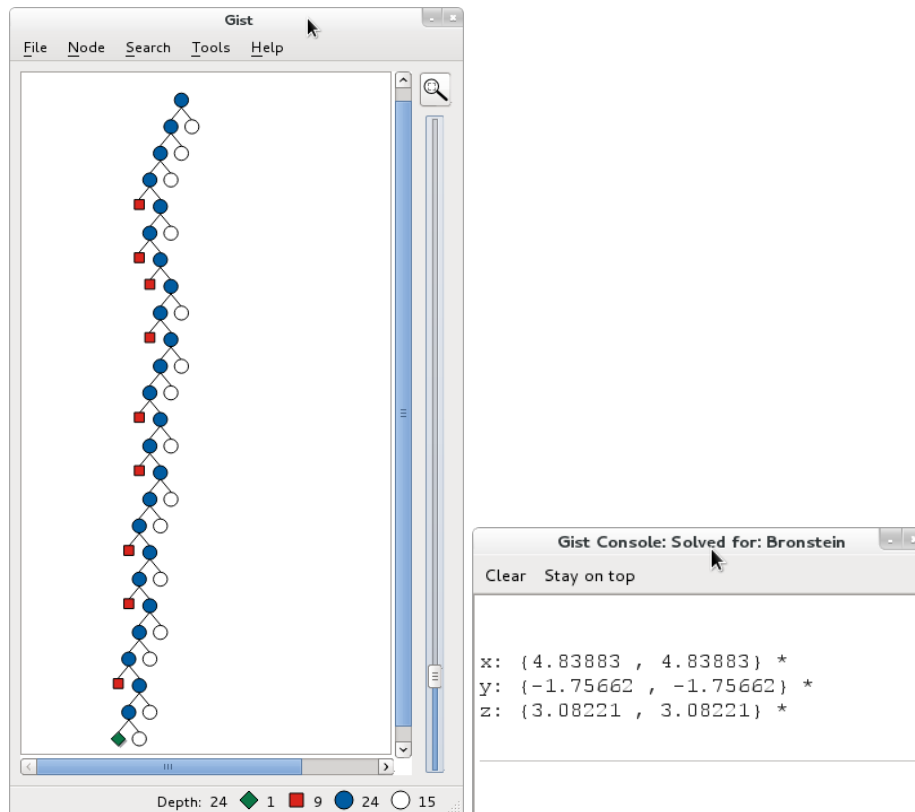 Gist
File Node Search Tools Help
Depth: 24 1 9 24 15
Gist Console: Solved for: Bronstein
Clear Stay on top
x: {4.83883 , 4.83883} *
y: {-1.75662 , -1.75662} *
z: {3.08221 , 3.08221} *